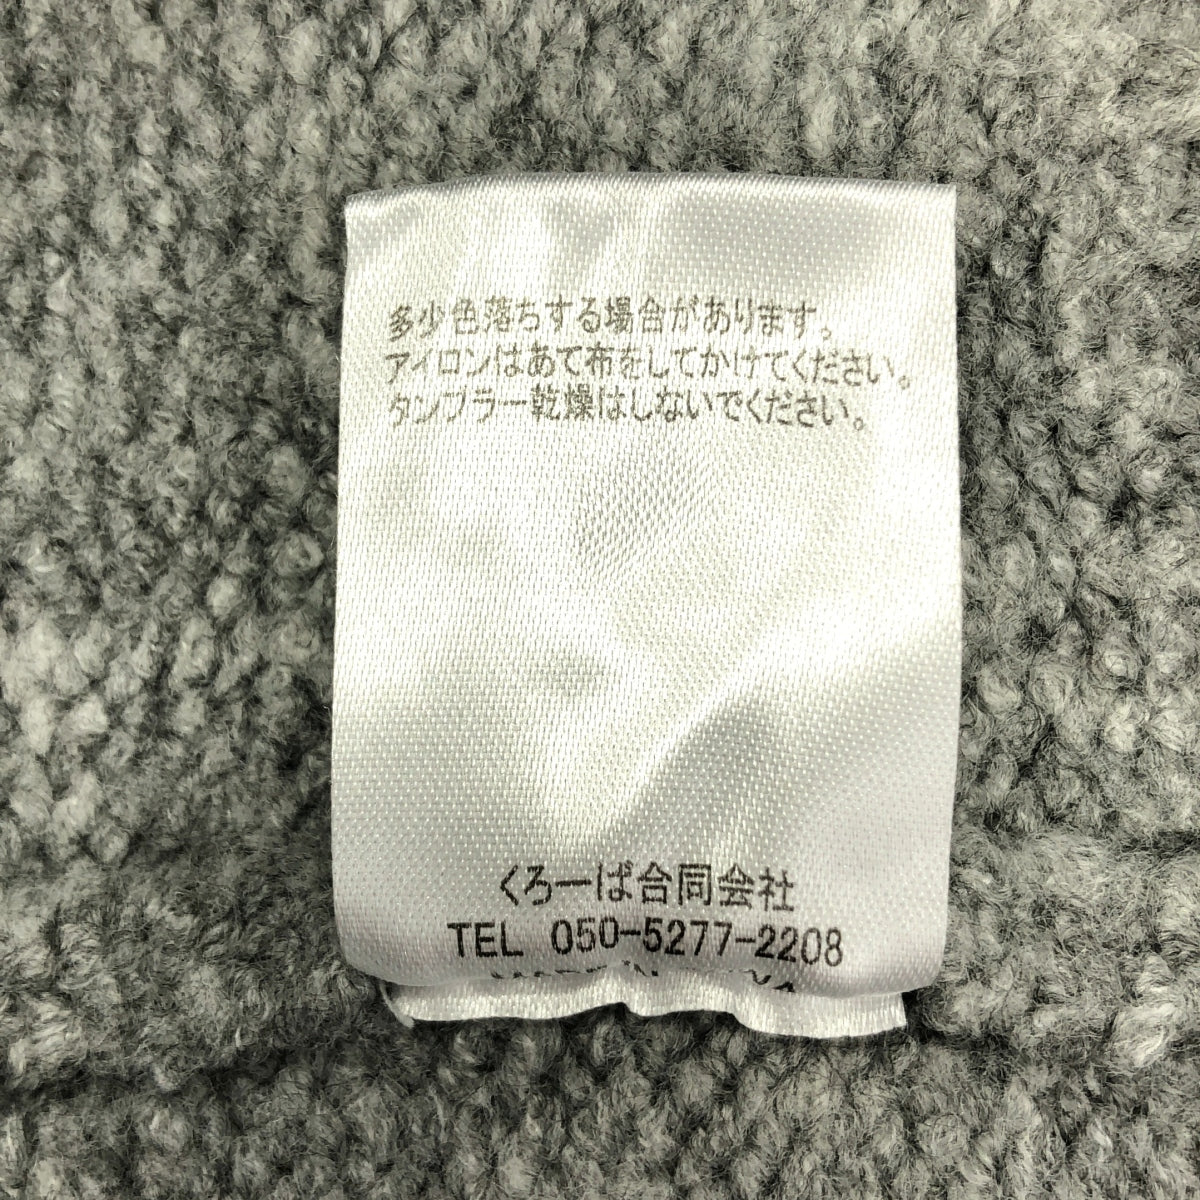 多少色落ちする場合があります。
アイロンはあて布をしてかけてください。
タンブラー乾燥はしないでください。
くろーば合同会社
TEL 050-5277-2208
MADE IN